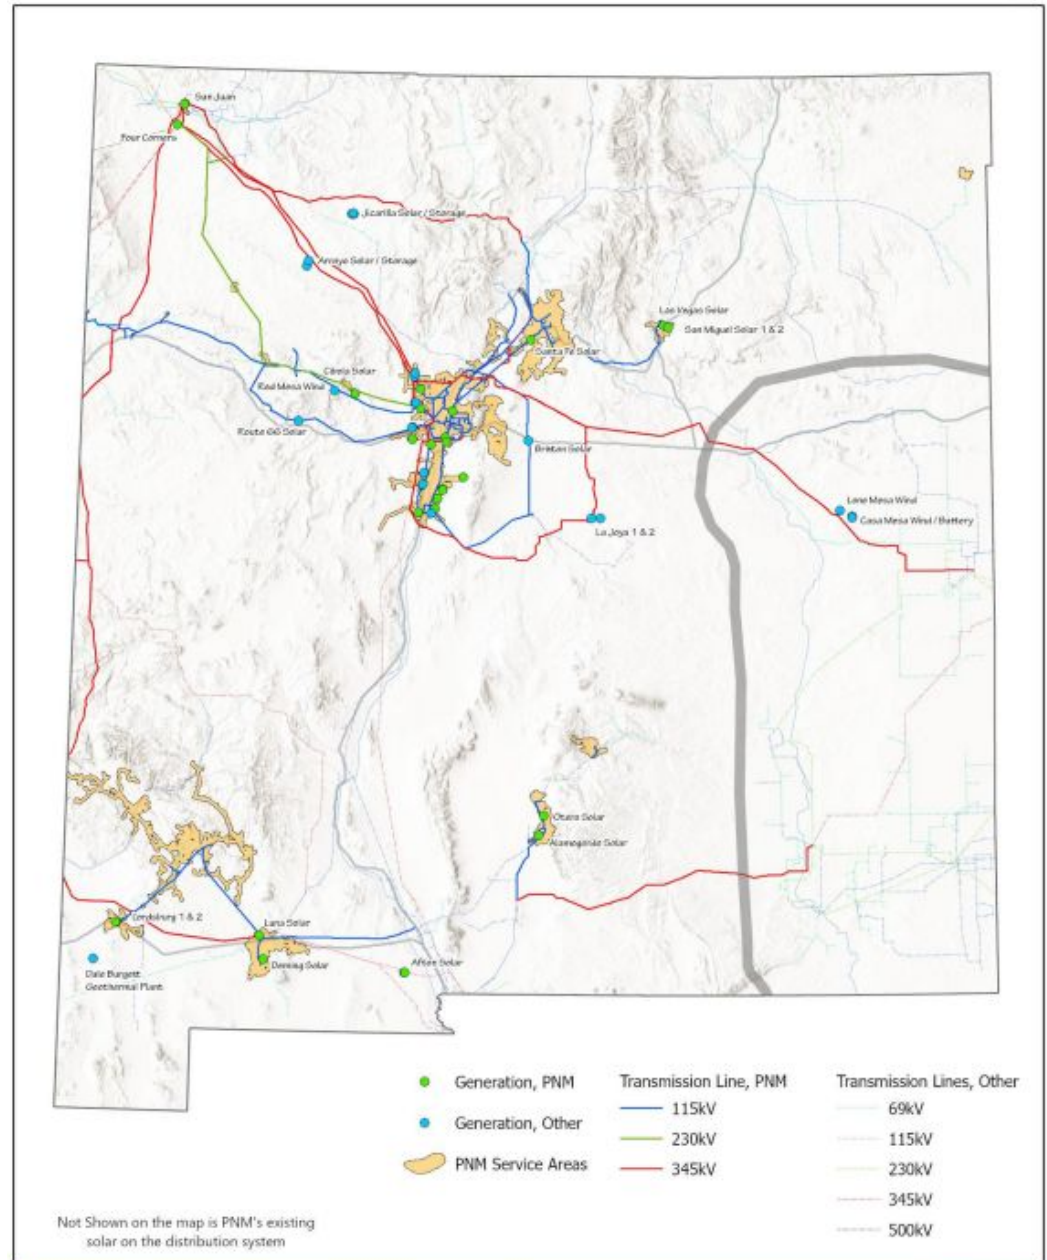 San Juan
Four Corners
Jicarilla Solar / Storage
Arroyo Solar / Storage
Las Vegas Solar
San Miguel Solar 1 & 2
Santa Fe Solar
Cibola Solar
Red Mesa Wind
Route 66 Solar
Britton Solar
Lone Mesa Wind
Casa Mesa Wind / Battery
La Joya 1 & 2
Otero Solar
Alamogordo Solar
Lordsburg 1 & 2
Luna Solar
Deming Solar
Afton Solar
Dale Burgett
Geothermal Plant
Generation, PNM
Generation, Other
PNM Service Areas
Transmission Line, PNM
115kV
230kV
345kV
Transmission Lines, Other
69kV
115kV
230kV
345kV
500kV
Not Shown on the map is PNM's existing
solar on the distribution system